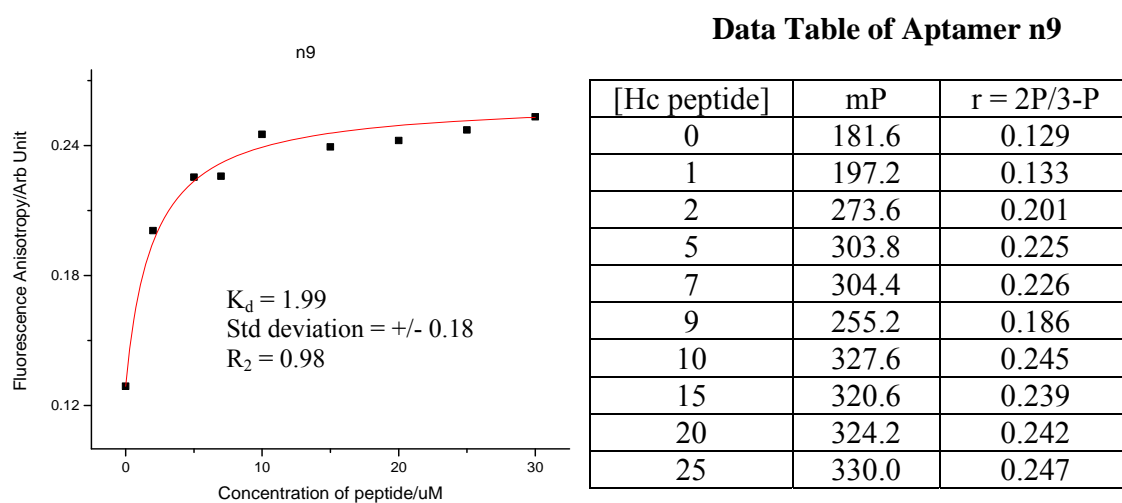 Data Table of Aptamer n9
n9
Fluorescence Anisotropy/Arb Unit
0.24
0.18
0.12
K_d = 1.99
Std deviation = +/- 0.18
R_2 = 0.98
0 10 20 30
Concentration of peptide/uM
[Hc peptide] mP r = 2P/3-P
0 181.6 0.129
1 197.2 0.133
2 273.6 0.201
5 303.8 0.225
7 304.4 0.226
9 255.2 0.186
10 327.6 0.245
15 320.6 0.239
20 324.2 0.242
25 330.0 0.247